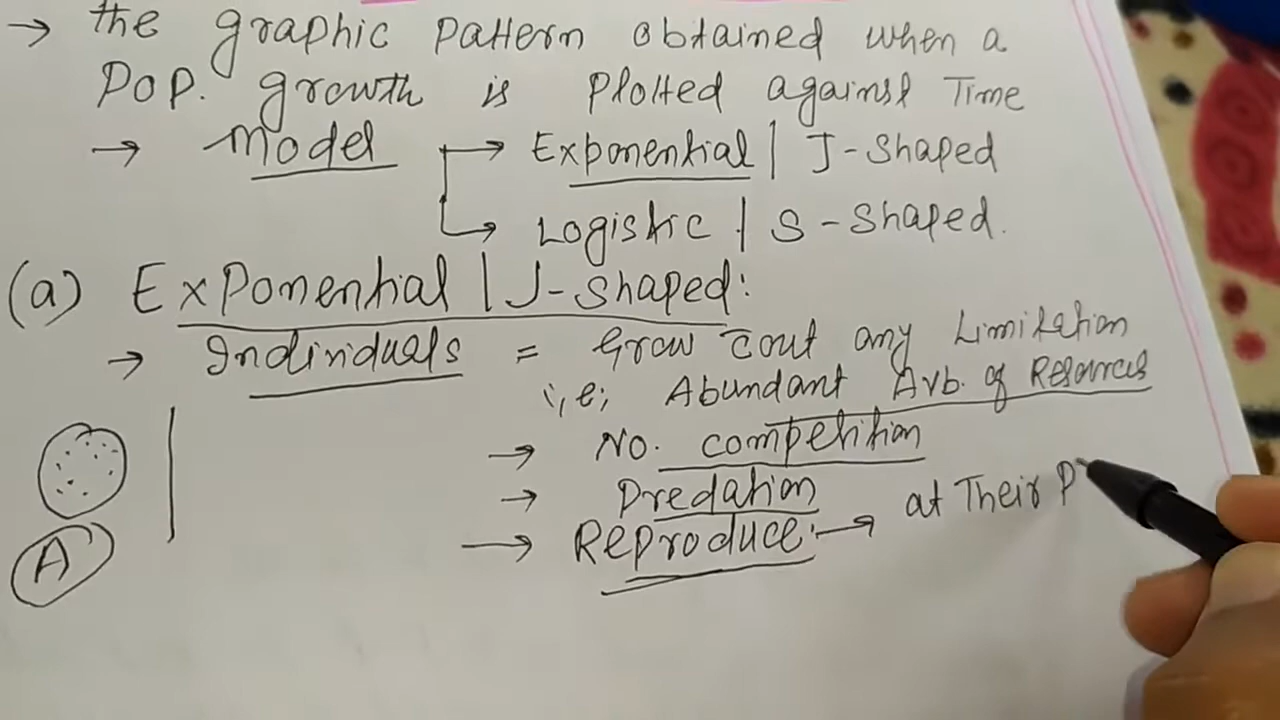 → the graphic pattern obtained when a
Pop. growth is Plotted against Time
→ Model → Exponential | J-Shaped
→ Logistic | S-Shaped.
(a) Exponential | J-Shaped:
→ Individuals = Grow cout any Limitation
i,e; Abundant Avb. of Resources
→ No. competition
→ Predation
→ Reproduce:→ at Their P
A